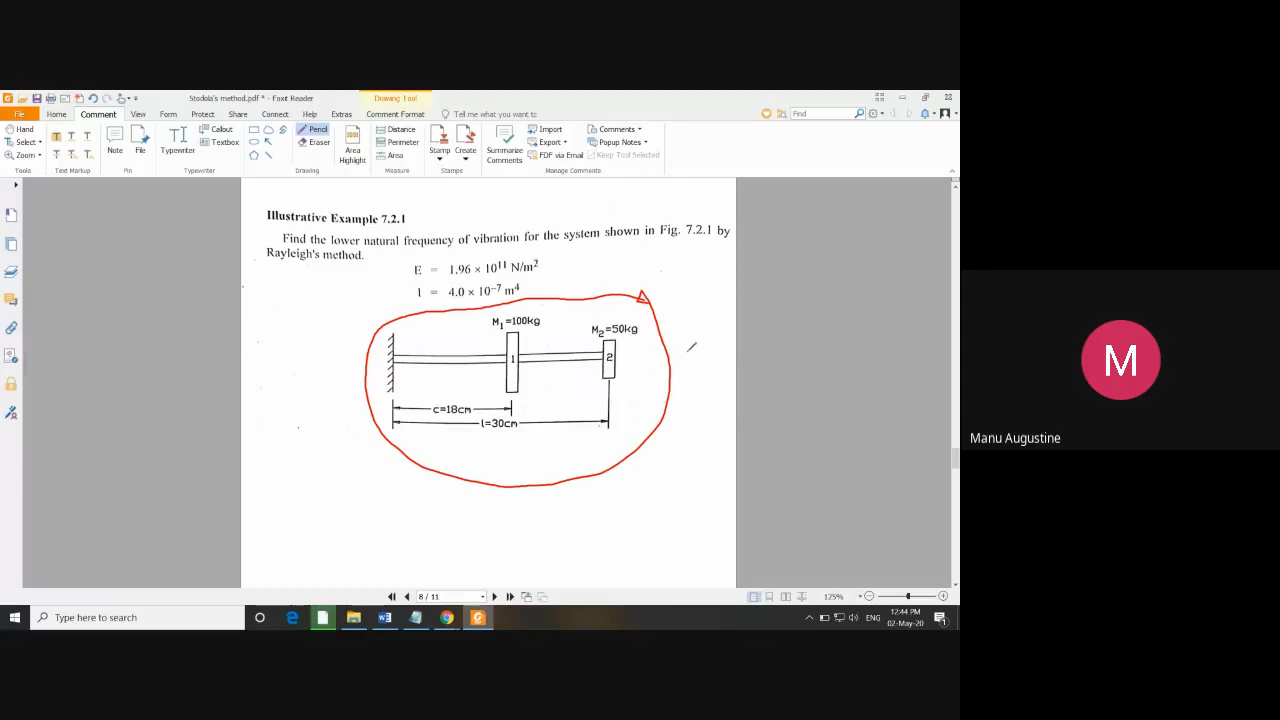 Stodola's method.pdf * - Foxit Reader
Drawing Tool
File Home Comment View Form Protect Share Connect Help Extras Comment Format Tell me what you want to
Find
Hand
Select
Zoom
Tools
Text Markup
Note
File
Pin
Typewriter
Callout
Textbox
Typewriter
Pencil
Eraser
Drawing
Area Highlight
Distance
Perimeter
Area
Measure
Stamp
Create
Stamps
Summarize Comments
Import
Export
FDF via Email
Comments
Popup Notes
Keep Tool Selected
Manage Comments
Illustrative Example 7.2.1
Find the lower natural frequency of vibration for the system shown in Fig. 7.2.1 by
Rayleigh's method.
E = 1.96 × 10¹¹ N/m²
I = 4.0 × 10⁻⁷ m⁴
M₁=100kg
M₂=50kg
1
2
c=18cm
l=30cm
M
Manu Augustine
8 / 11
125%
Type here to search
ENG
12:44 PM
02-May-20
1